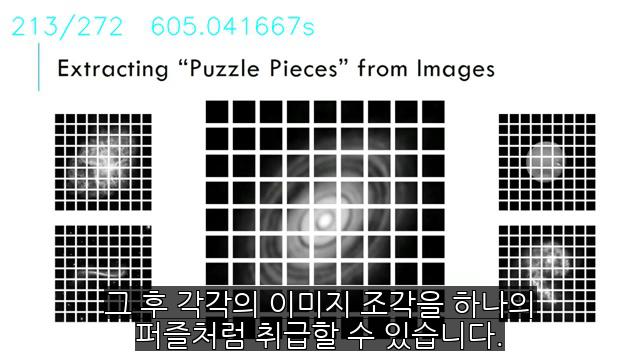 213/272 605.041667s
Extracting “Puzzle Pieces” from Images
그 후 각각의 이미지 조각을 하나의
퍼즐처럼 취급할 수 있습니다.